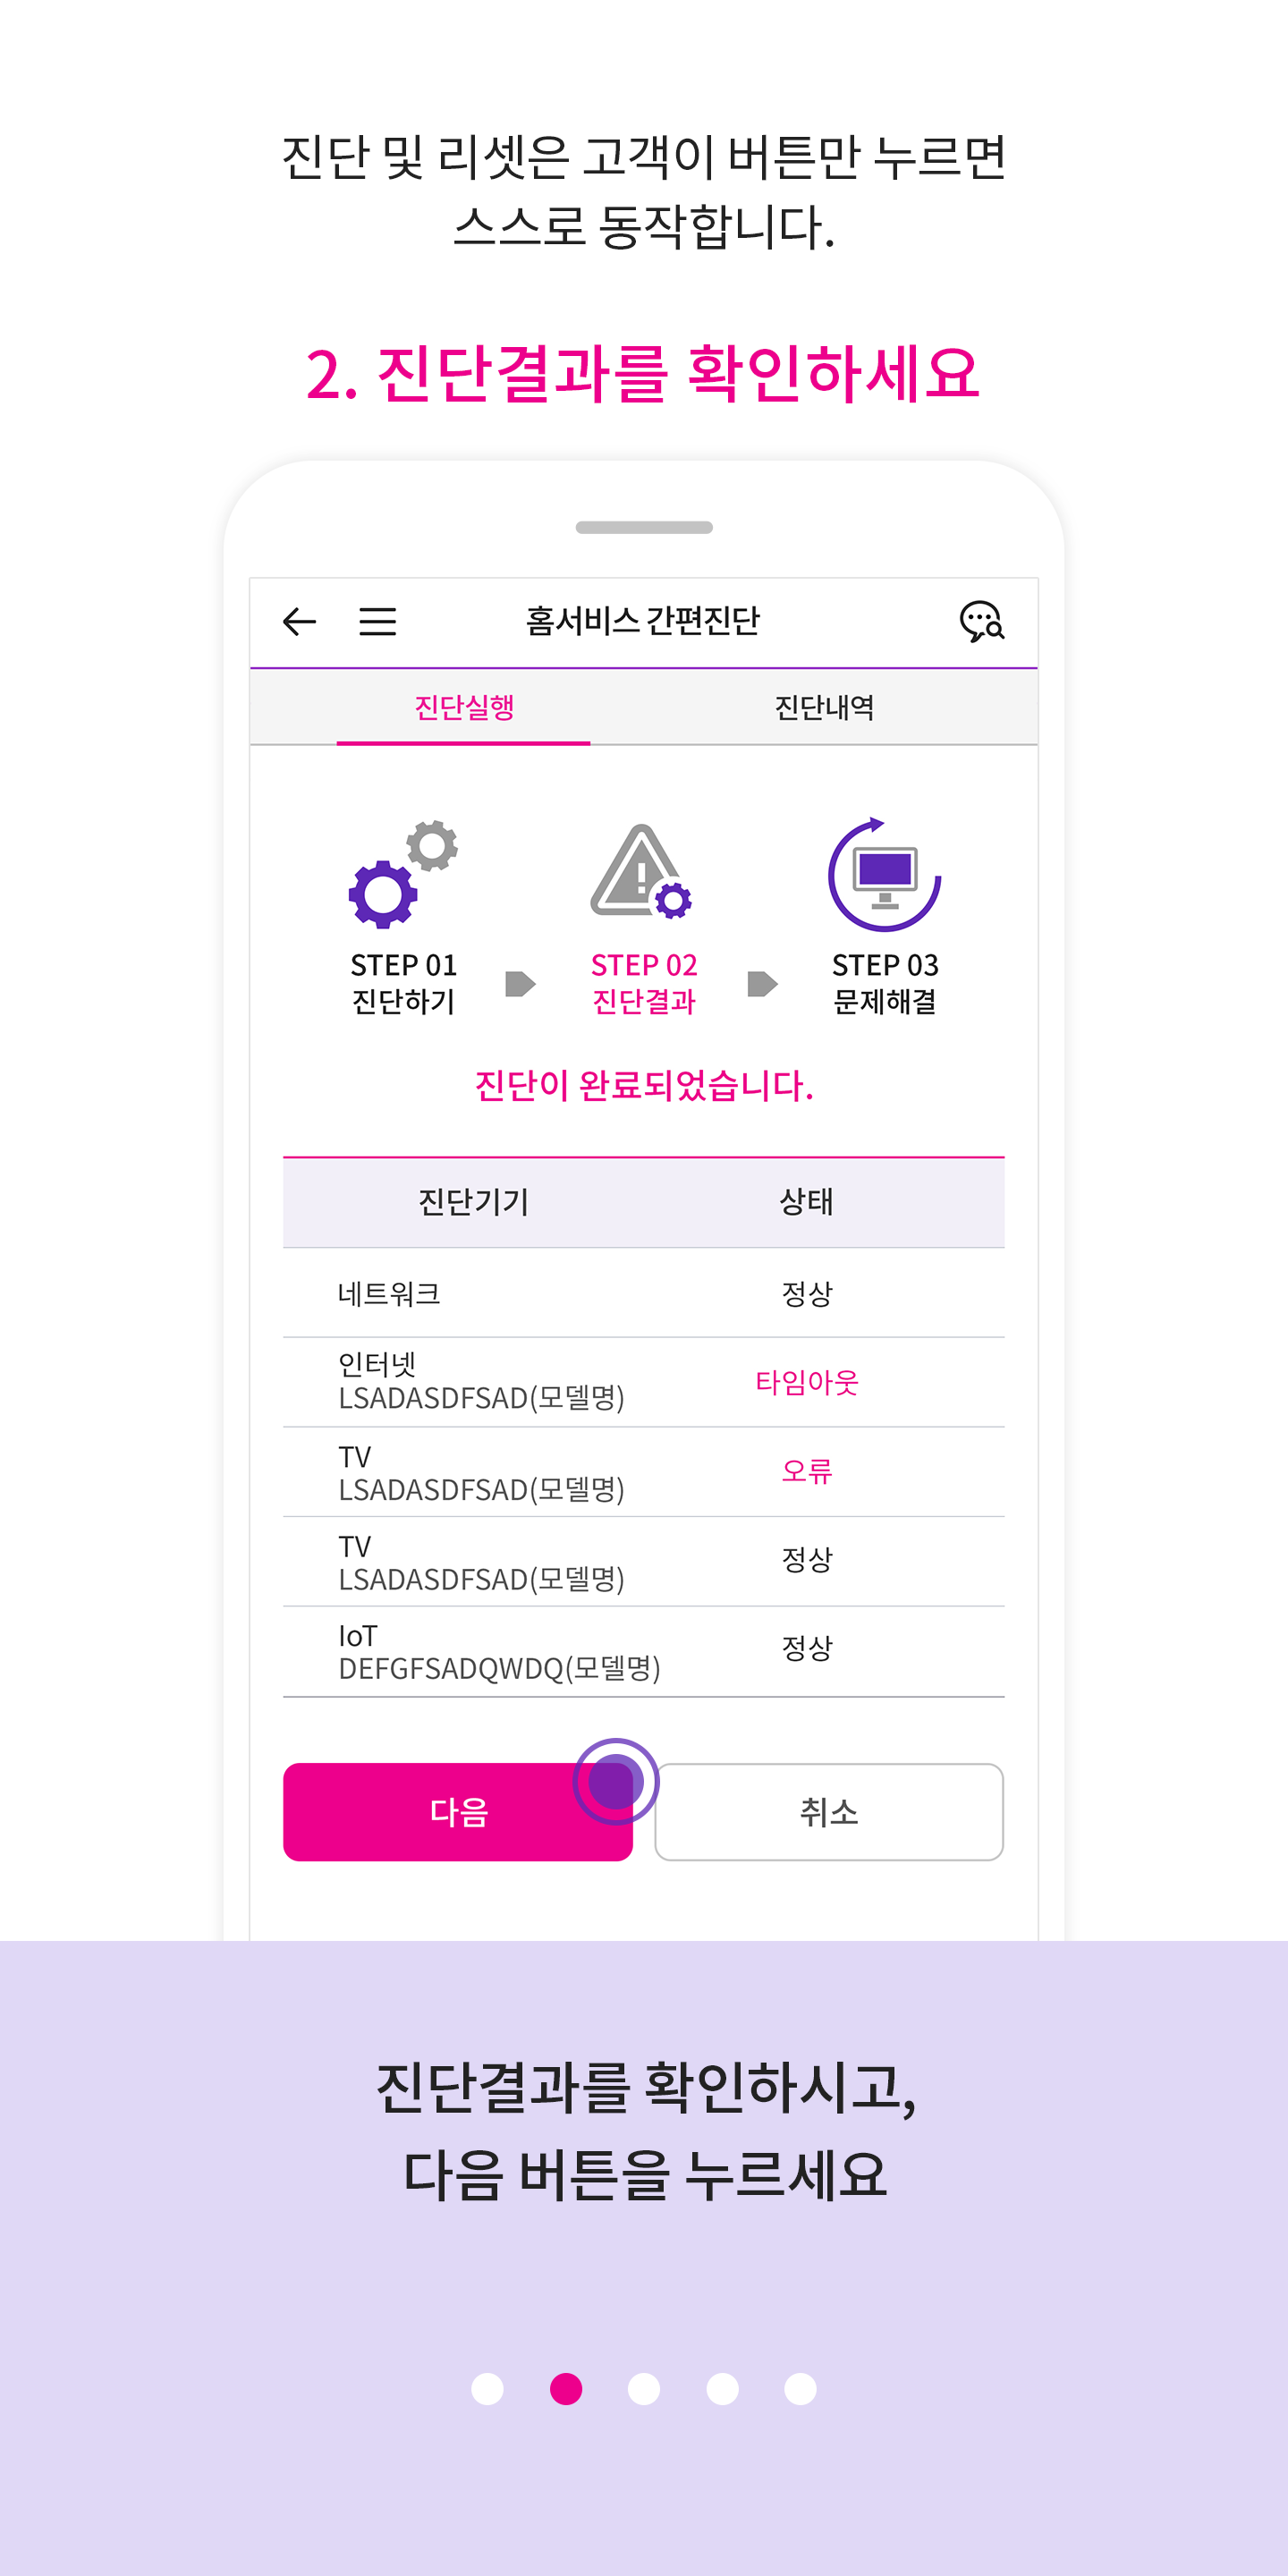 진단 및 리셋은 고객이 버튼만 누르면
스스로 동작합니다.
2. 진단결과를 확인하세요
홈서비스 간편진단
진단실행 진단내역
STEP 01 STEP 02 STEP 03
진단하기 진단결과 문제해결
진단이 완료되었습니다.
진단기기 상태
네트워크 정상
인터넷
LSADASDFSAD(모델명) 타임아웃
TV
LSADASDFSAD(모델명) 오류
TV
LSADASDFSAD(모델명) 정상
IoT
DEFGFSADQWDQ(모델명) 정상
다음 취소
진단결과를 확인하시고,
다음 버튼을 누르세요